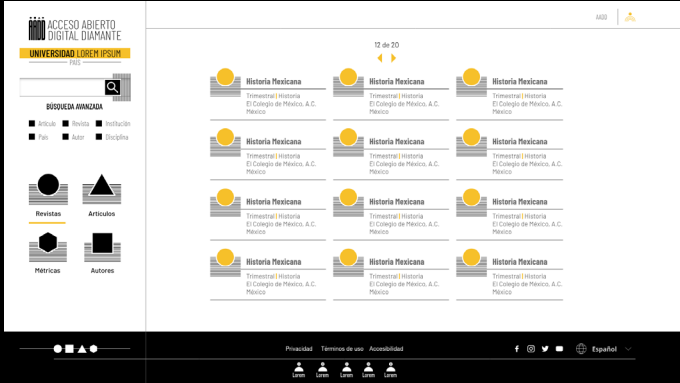 AADD ACCESO ABIERTO
DIGITAL DIAMANTE
UNIVERSIDAD LOREM IPSUM
PAÍS
BÚSQUEDA AVANZADA
Artículo Revista Institución
País Autor Disciplina
Revistas Artículos
Métricas Autores
AADD
12 de 20
Historia Mexicana
Trimestral | Historia
El Colegio de México, A.C.
México
Historia Mexicana
Trimestral | Historia
El Colegio de México, A.C.
México
Historia Mexicana
Trimestral | Historia
El Colegio de México, A.C.
México
Historia Mexicana
Trimestral | Historia
El Colegio de México, A.C.
México
Historia Mexicana
Trimestral | Historia
El Colegio de México, A.C.
México
Historia Mexicana
Trimestral | Historia
El Colegio de México, A.C.
México
Historia Mexicana
Trimestral | Historia
El Colegio de México, A.C.
México
Historia Mexicana
Trimestral | Historia
El Colegio de México, A.C.
México
Historia Mexicana
Trimestral | Historia
El Colegio de México, A.C.
México
Historia Mexicana
Trimestral | Historia
El Colegio de México, A.C.
México
Historia Mexicana
Trimestral | Historia
El Colegio de México, A.C.
México
Historia Mexicana
Trimestral | Historia
El Colegio de México, A.C.
México
Privacidad Términos de uso Accesibilidad
Español
Lorem Lorem Lorem Lorem Lorem